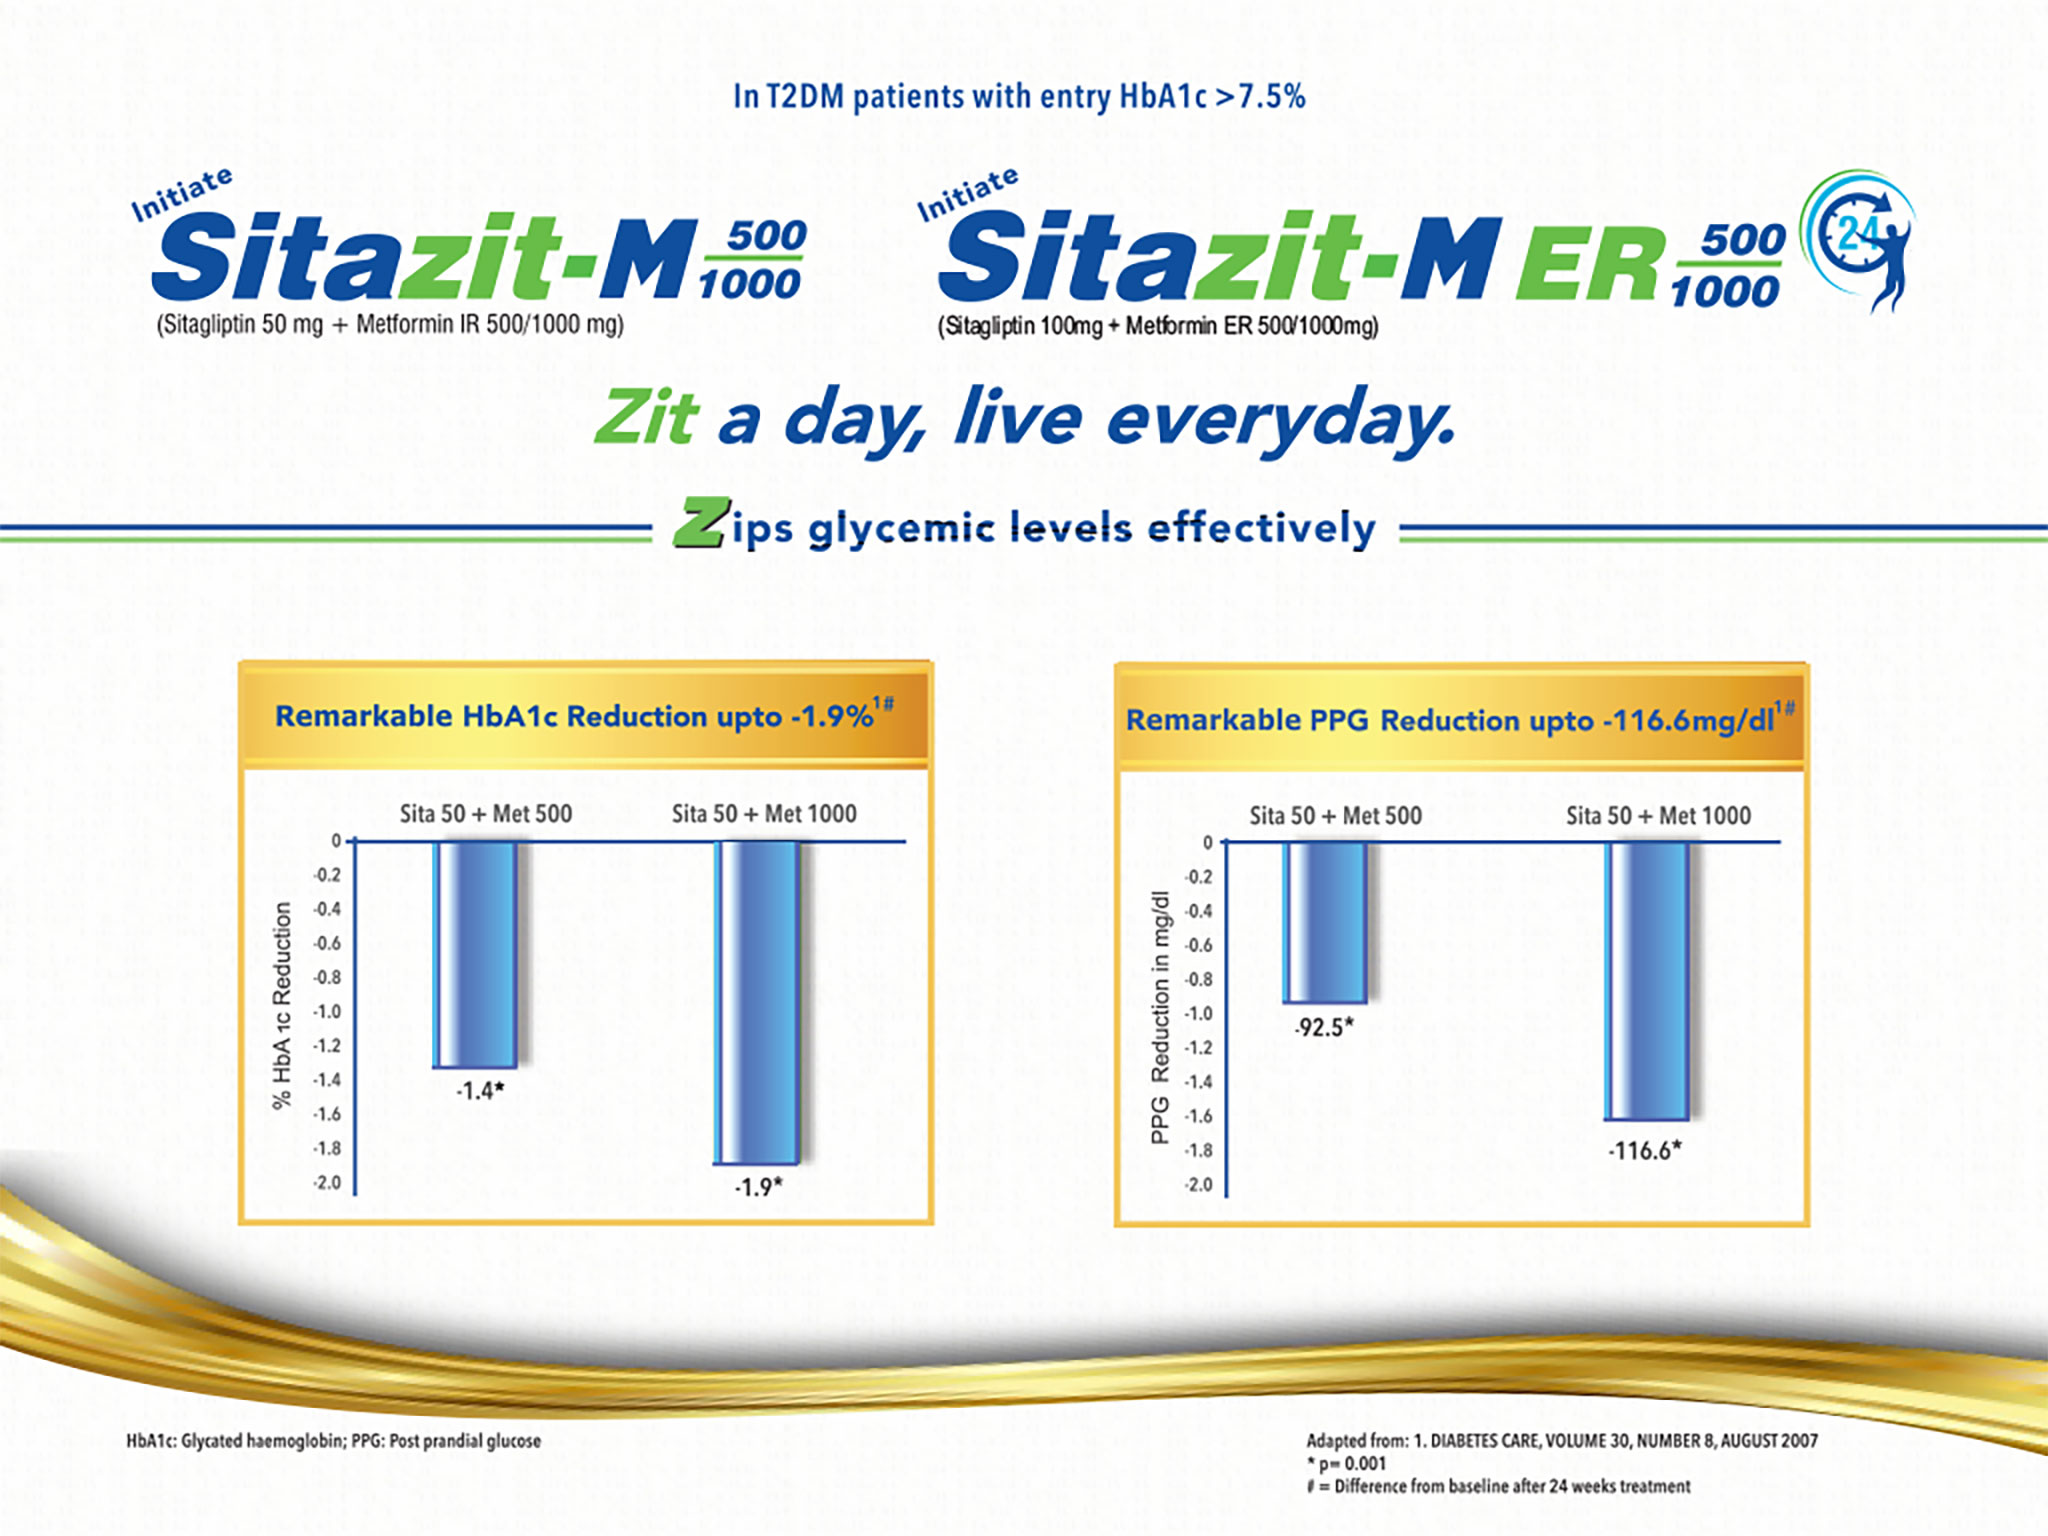 In T2DM patients with entry HbA1c >7.5%
Initiate
Sitazit-M 500/1000
(Sitagliptin 50 mg + Metformin IR 500/1000 mg)
Initiate
Sitazit-M ER 500/1000
24
(Sitagliptin 100mg + Metformin ER 500/1000mg)
Zit a day, live everyday.
Zips glycemic levels effectively
Remarkable HbA1c Reduction upto -1.9%1#
Sita 50 + Met 500
Sita 50 + Met 1000
% HbA 1c Reduction
0
-0.2
-0.4
-0.6
-0.8
-1.0
-1.2
-1.4
-1.6
-1.8
-2.0
-1.4*
-1.9*
Remarkable PPG Reduction upto -116.6mg/dl1#
Sita 50 + Met 500
Sita 50 + Met 1000
PPG Reduction in mg/dl
0
-0.2
-0.4
-0.6
-0.8
-1.0
-1.2
-1.4
-1.6
-1.8
-2.0
-92.5*
-116.6*
HbA1c: Glycated haemoglobin; PPG: Post prandial glucose
Adapted from: 1. DIABETES CARE, VOLUME 30, NUMBER 8, AUGUST 2007
* p= 0.001
# = Difference from baseline after 24 weeks treatment